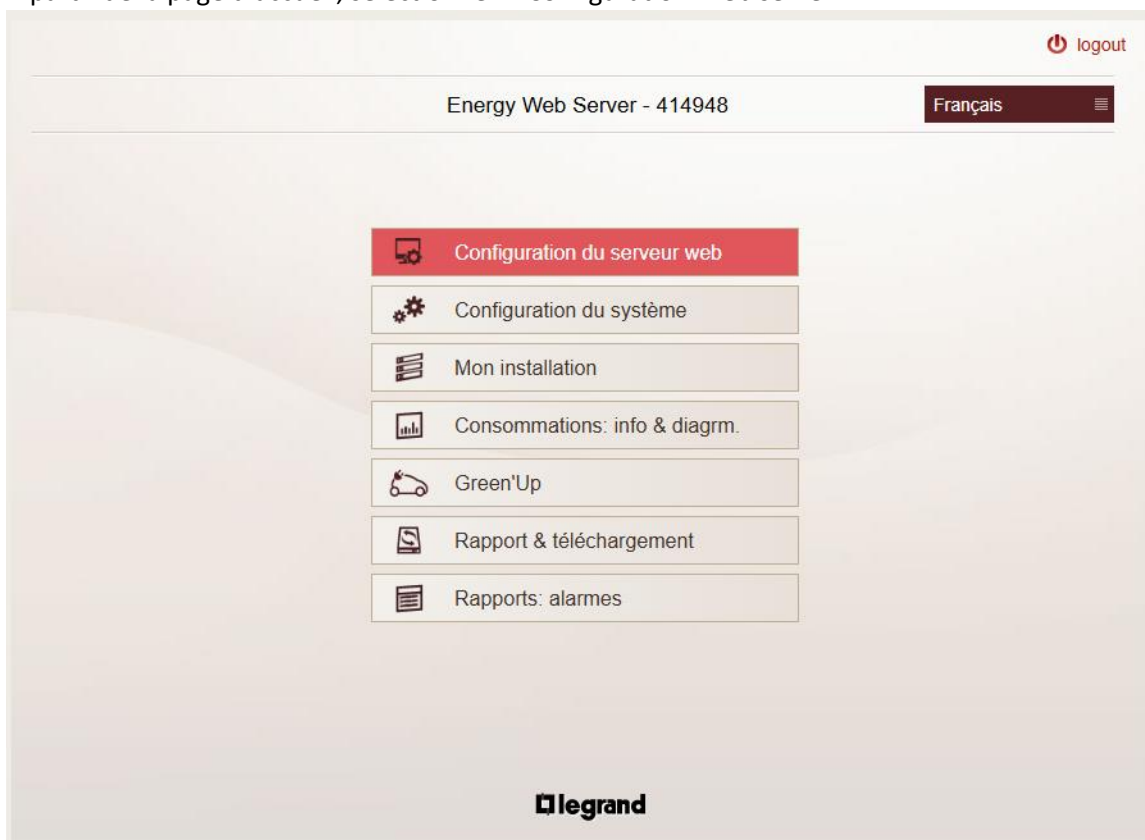 logout
Energy Web Server - 414948
Français
Configuration du serveur web
Configuration du système
Mon installation
Consommations: info & diagrm.
Green'Up
Rapport & téléchargement
Rapports: alarmes
legrand